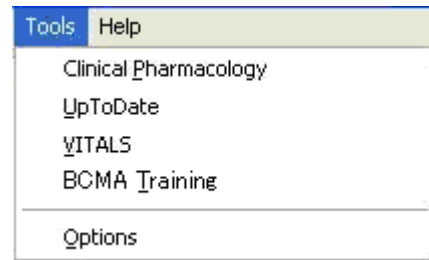 Tools Help
Clinical Pharmacology
UpToDate
VITALS
BCMA Training
Options